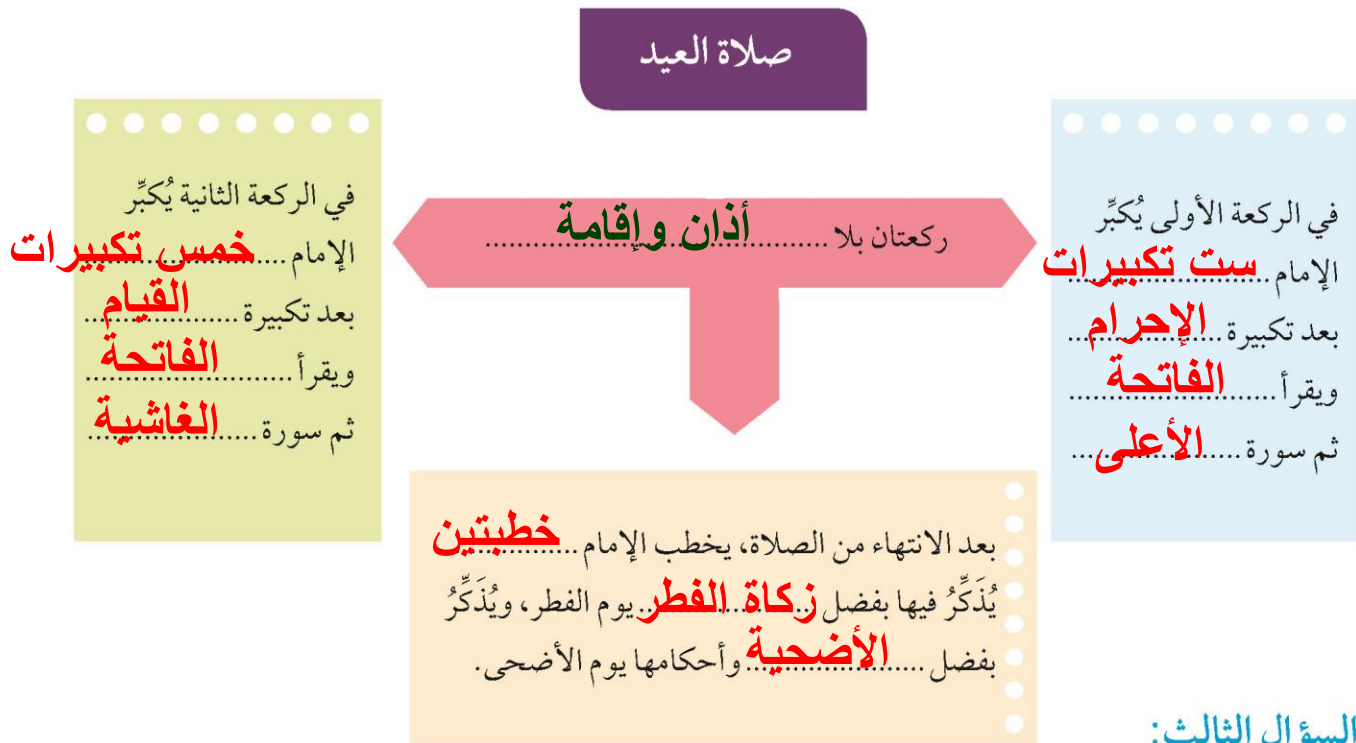 صلاة العيد
في الركعة الأولى يُكبِّر
الإمام ..... ست تكبيرات
بعد تكبيرة ..... الإحرام
ويقرأ ..... الفاتحة
ثم سورة ..... الأعلى
ركعتان بلا ..... أذان وإقامة
في الركعة الثانية يُكبِّر
الإمام ..... خمس تكبيرات
بعد تكبيرة ..... القيام
ويقرأ ..... الفاتحة
ثم سورة ..... الغاشية
بعد الانتهاء من الصلاة، يخطب الإمام ..... خطبتين
يُذَكِّرُ فيها بفضل ..... زكاة الفطر ..... يوم الفطر، ويُذَكِّرُ
بفضل ..... الأضحية ..... وأحكامها يوم الأضحى.
السؤال الثالث: